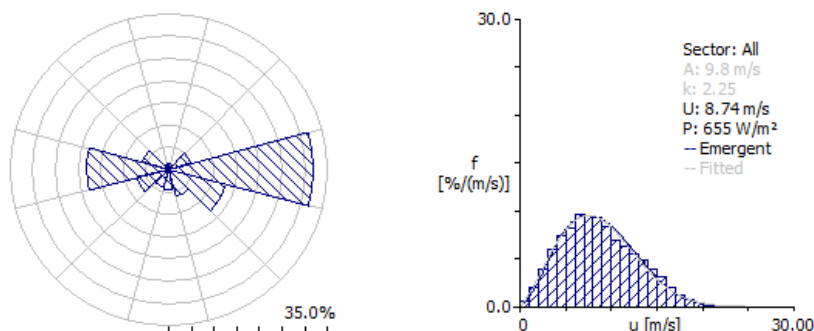 35.0%
30.0
f
[%/(m/s)]
0.0
0
u [m/s]
30.00
Sector: All
A: 9.8 m/s
k: 2.25
U: 8.74 m/s
P: 655 W/m²
-- Emergent
-- Fitted